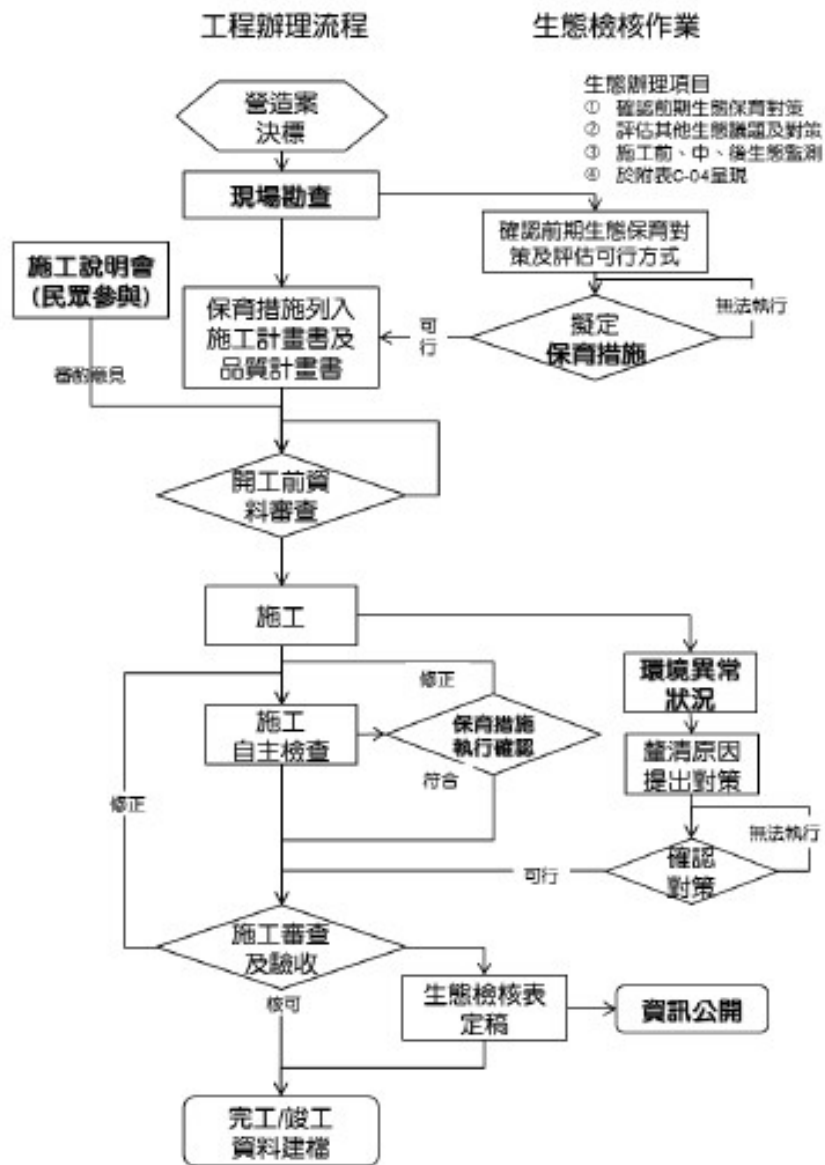 工程辦理流程
生態檢核作業
生態辦理項目
① 確認前期生態保育對策
② 評估其他生態議題及對策
③ 施工前、中、後生態監測
④ 於附表C-04呈現
營造案
決標
現場勘查
確認前期生態保育對
策及評估可行方式
施工說明會
(民眾參與)
保育措施列入
施工計畫書及
品質計畫書
可
行
擬定
保育措施
無法執行
審酌意見
開工前資
料審查
施工
環境異常
狀況
修正
施工
自主檢查
保育措施
執行確認
符合
釐清原因
提出對策
修正
無法執行
確認
對策
可行
施工審查
及驗收
核可
生態檢核表
定稿
資訊公開
完工/竣工
資料建檔